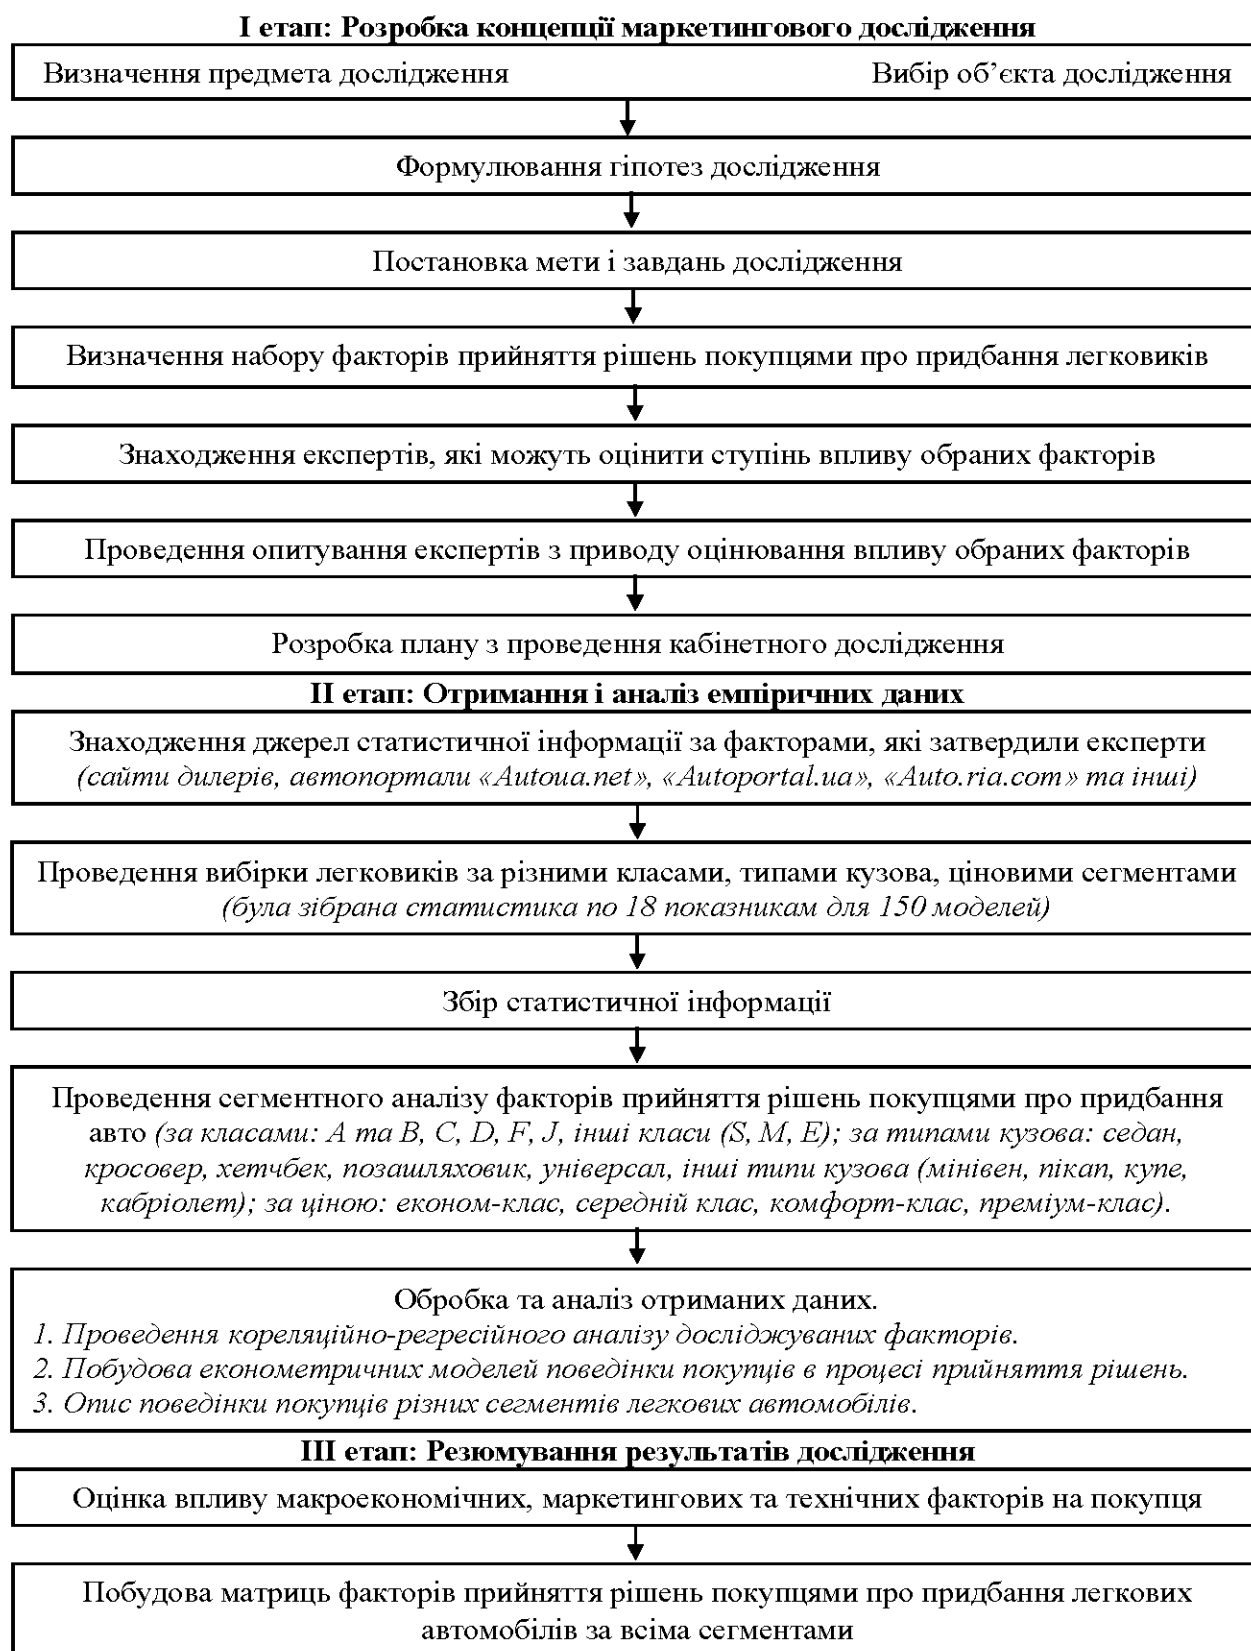 I етап: Розробка концепції маркетингового дослідження
Визначення предмета дослідження Вибір об’єкта дослідження
Формулювання гіпотез дослідження
Постановка мети і завдань дослідження
Визначення набору факторів прийняття рішень покупцями про придбання легковиків
Знаходження експертів, які можуть оцінити ступінь впливу обраних факторів
Проведення опитування експертів з приводу оцінювання впливу обраних факторів
Розробка плану з проведення кабінетного дослідження
II етап: Отримання і аналіз емпіричних даних
Знаходження джерел статистичної інформації за факторами, які затвердили експерти
(сайти дилерів, автопортали «Autoua.net», «Autoportal.ua», «Auto.ria.com» та інші)
Проведення вибірки легковиків за різними класами, типами кузова, ціновими сегментами
(була зібрана статистика по 18 показникам для 150 моделей)
Збір статистичної інформації
Проведення сегментного аналізу факторів прийняття рішень покупцями про придбання
авто (за класами: A та B, C, D, F, J, інші класи (S, M, E); за типами кузова: седан,
кросовер, хетчбек, позашляховик, універсал, інші типи кузова (мінівен, пікап, купе,
кабріолет); за ціною: економ-клас, середній клас, комфорт-клас, преміум-клас).
Обробка та аналіз отриманих даних.
1. Проведення кореляційно-регресійного аналізу досліджуваних факторів.
2. Побудова економетричних моделей поведінки покупців в процесі прийняття рішень.
3. Опис поведінки покупців різних сегментів легкових автомобілів.
III етап: Резюмування результатів дослідження
Оцінка впливу макроекономічних, маркетингових та технічних факторів на покупця
Побудова матриць факторів прийняття рішень покупцями про придбання легкових
автомобілів за всіма сегментами